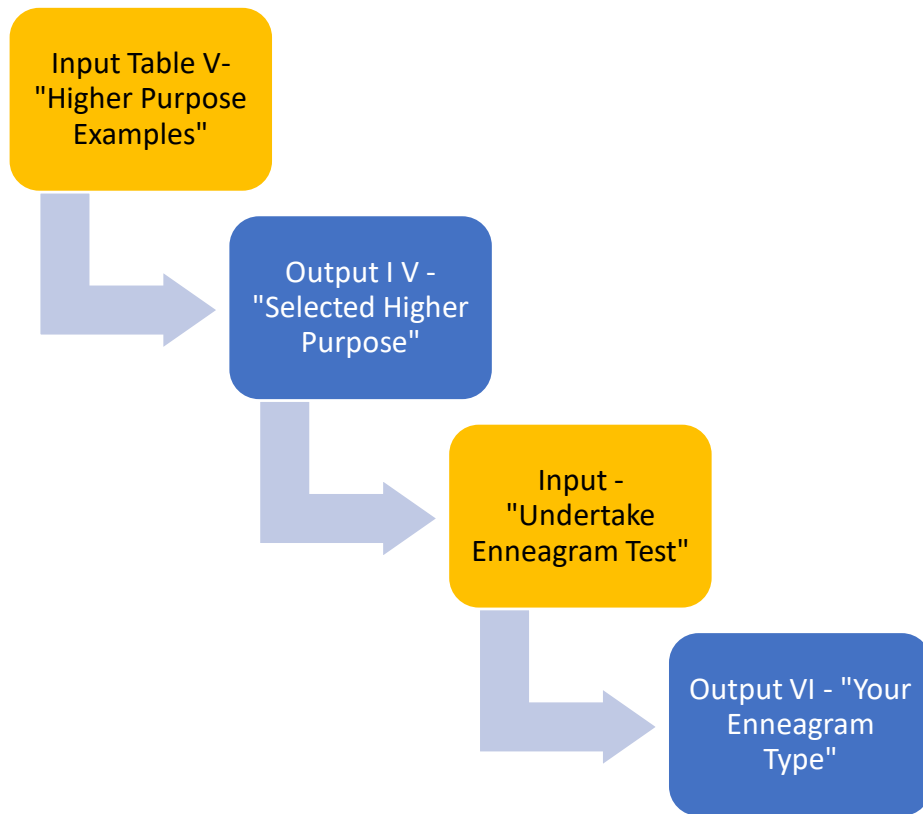 Input Table V-
"Higher Purpose
Examples"
Output I V -
"Selected Higher
Purpose"
Input -
"Undertake
Enneagram Test"
Output VI - "Your
Enneagram
Type"